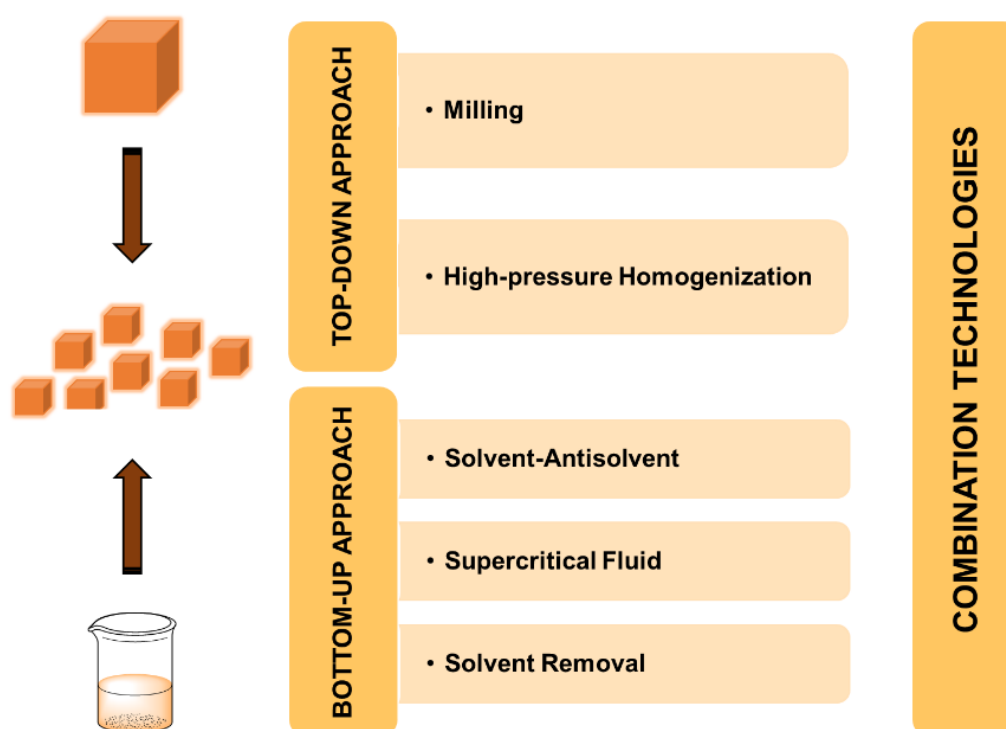 TOP-DOWN APPROACH
• Milling
• High-pressure Homogenization
BOTTOM-UP APPROACH
• Solvent-Antisolvent
• Supercritical Fluid
• Solvent Removal
COMBINATION TECHNOLOGIES